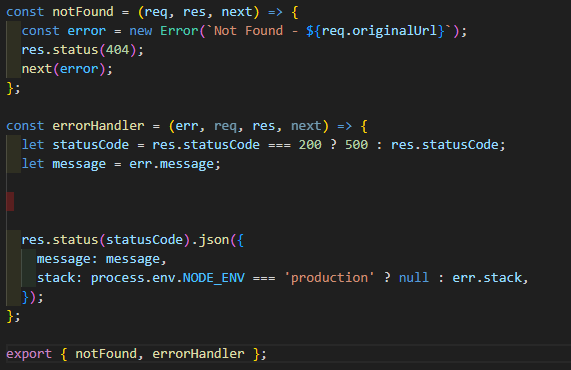 const notFound = (req, res, next) => {
  const error = new Error(`Not Found - ${req.originalUrl}`);
  res.status(404);
  next(error);
};
const errorHandler = (err, req, res, next) => {
  let statusCode = res.statusCode === 200 ? 500 : res.statusCode;
  let message = err.message;
  res.status(statusCode).json({
    message: message,
    stack: process.env.NODE_ENV === 'production' ? null : err.stack,
  });
};
export { notFound, errorHandler };